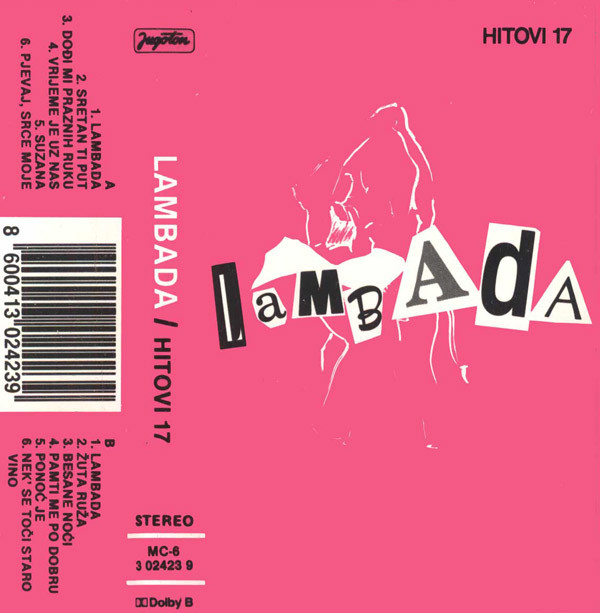 A
1. LAMBADA
2. SRETAN TI PUT
3. DOĐI MI PRAZNIH RUKU
4. VRIJEME JE UZ NAS
5. SUZANA
6. PJEVAJ, SRCE MOJE
8 600413 024239
B
1. LAMBADA
2. ŽUTA RUŽA
3. BESANE NOĆI
4. PAMTI ME PO DOBRU
5. PONOĆ JE
6. NEK' SE TOČI STARO
VINO
Jugoton
LAMBADA / HITOVI 17
STEREO
MC-6
3 02423 9
Dolby B
HITOVI 17
LaMBAdA